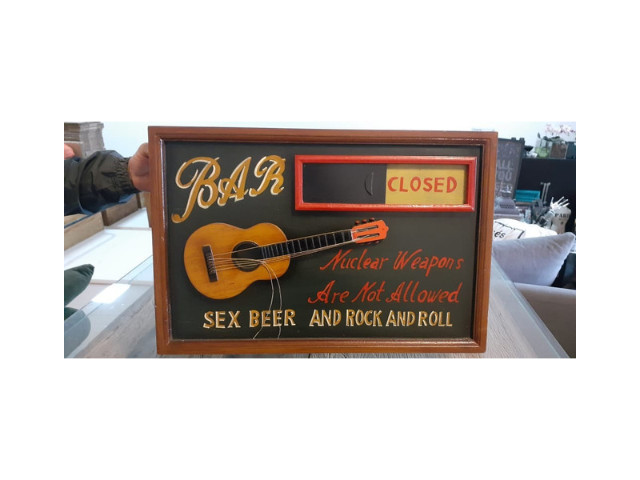 BAR
CLOSED
Nuclear Weapons
Are Not Allowed
SEX BEER AND ROCK AND ROLL